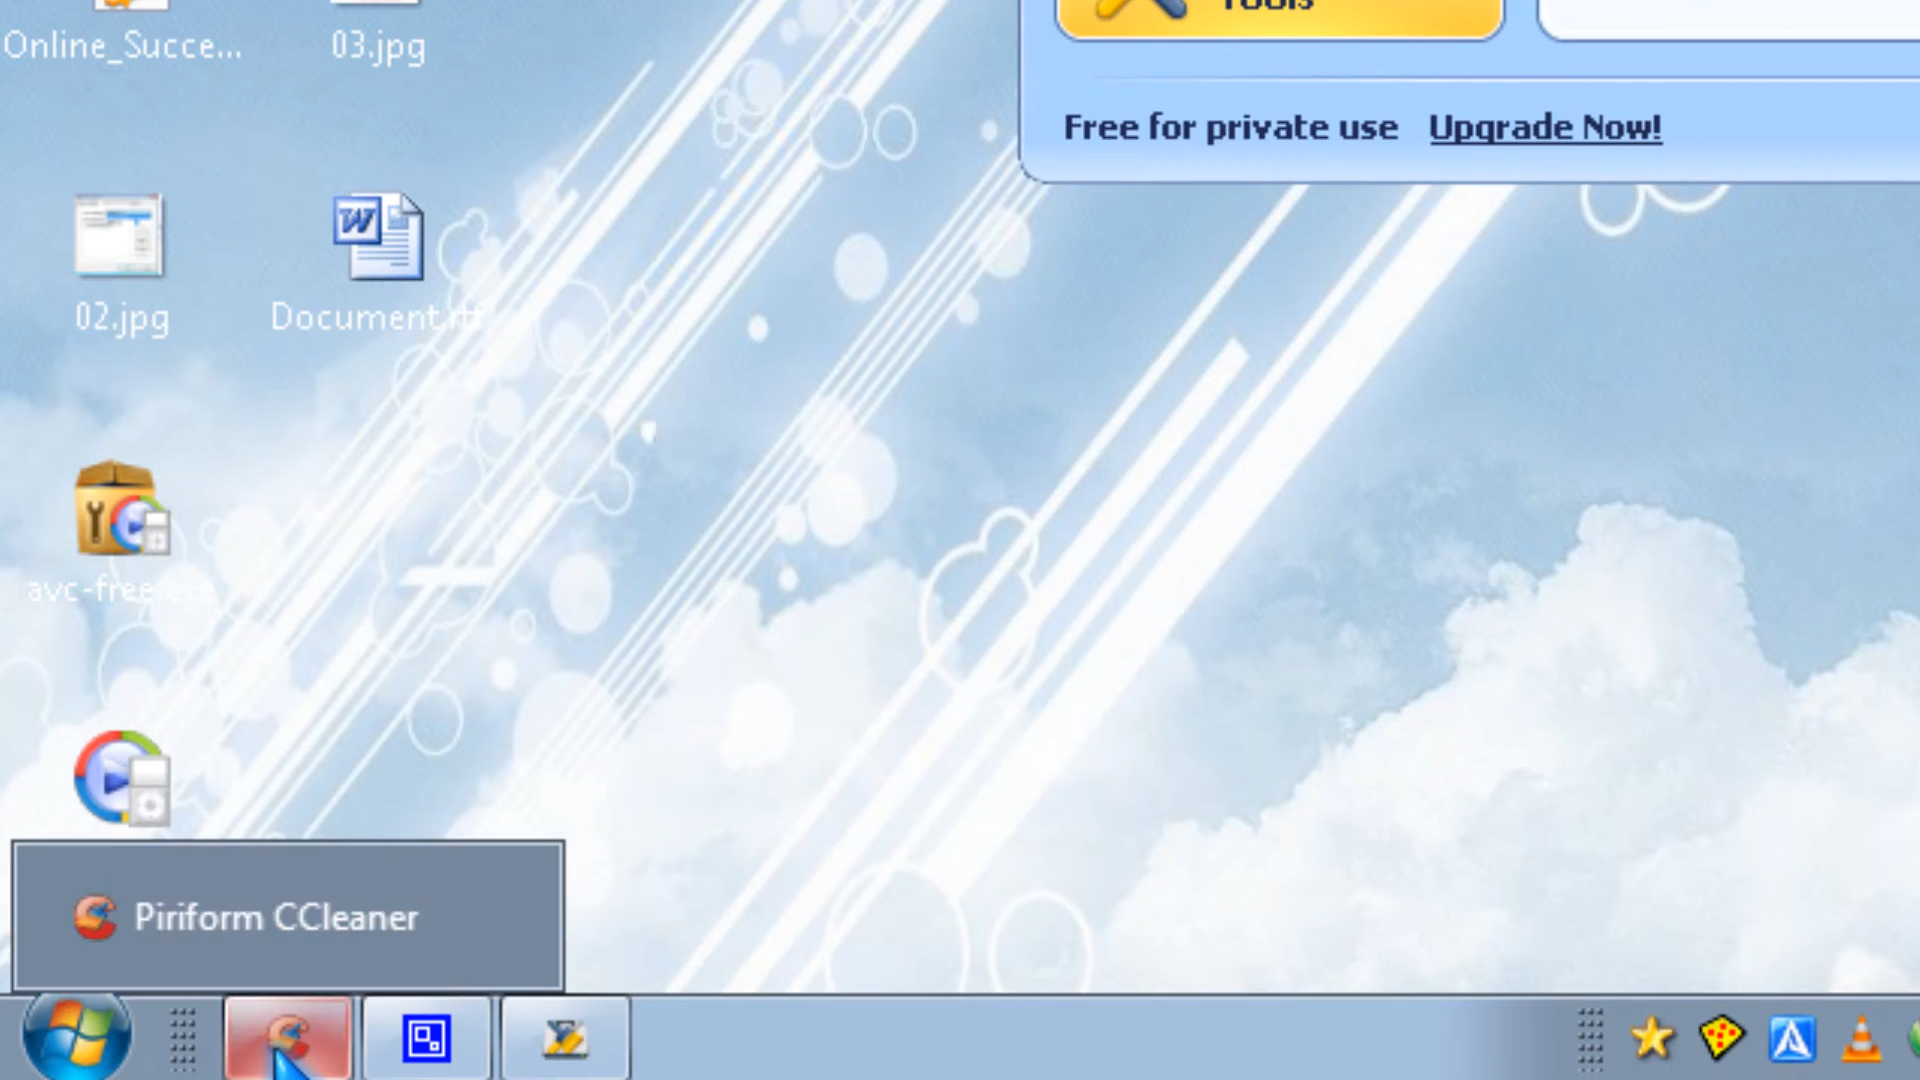 Online_Succe...
03.jpg
Tools
Free for private use Upgrade Now!
02.jpg
Document.rtf
avc-free.exe
Piriform CCleaner